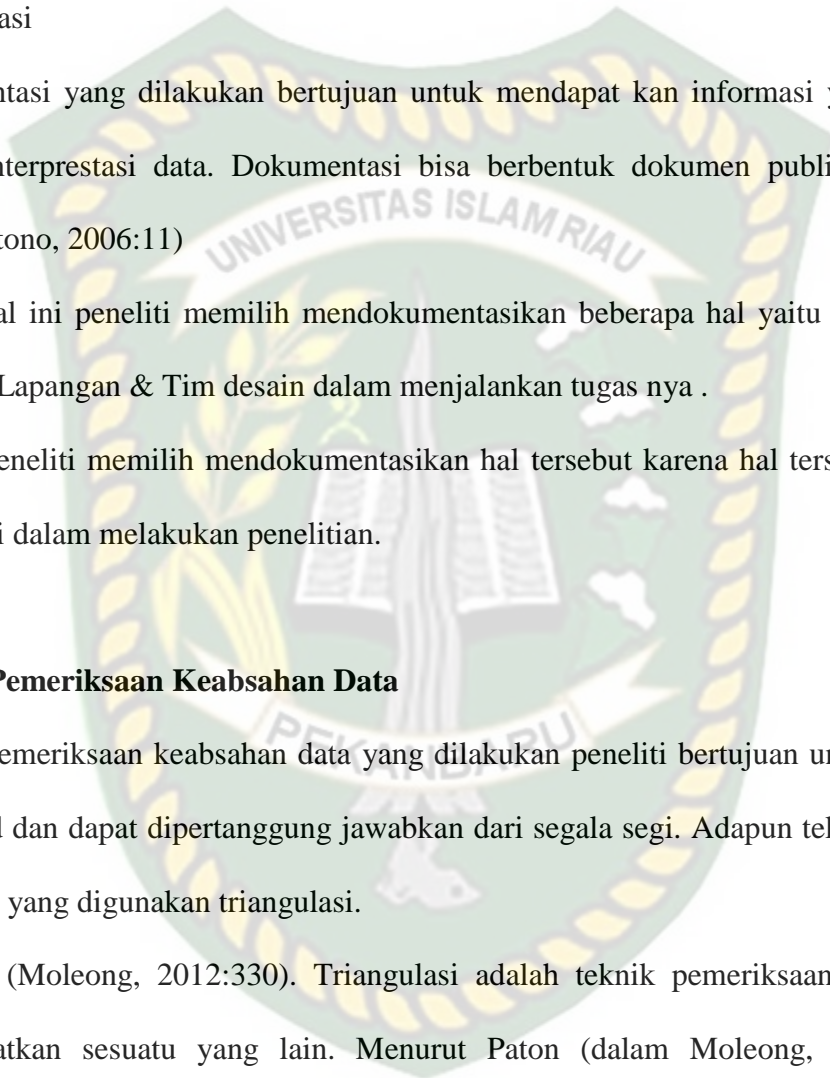 asi
ntasi yang dilakukan bertujuan untuk mendapat kan informasi y
nterprestasi data. Dokumentasi bisa berbentuk dokumen publi
tono, 2006:11)
UNIVERSITAS ISLAM RIAU
al ini peneliti memilih mendokumentasikan beberapa hal yaitu
Lapangan & Tim desain dalam menjalankan tugas nya .
eneliti memilih mendokumentasikan hal tersebut karena hal ters
i dalam melakukan penelitian.
Pemeriksaan Keabsahan Data
PEKANBARU
emeriksaan keabsahan data yang dilakukan peneliti bertujuan un
l dan dapat dipertanggung jawabkan dari segala segi. Adapun tel
yang digunakan triangulasi.
(Moleong, 2012:330). Triangulasi adalah teknik pemeriksaan
atkan sesuatu yang lain. Menurut Paton (dalam Moleong,